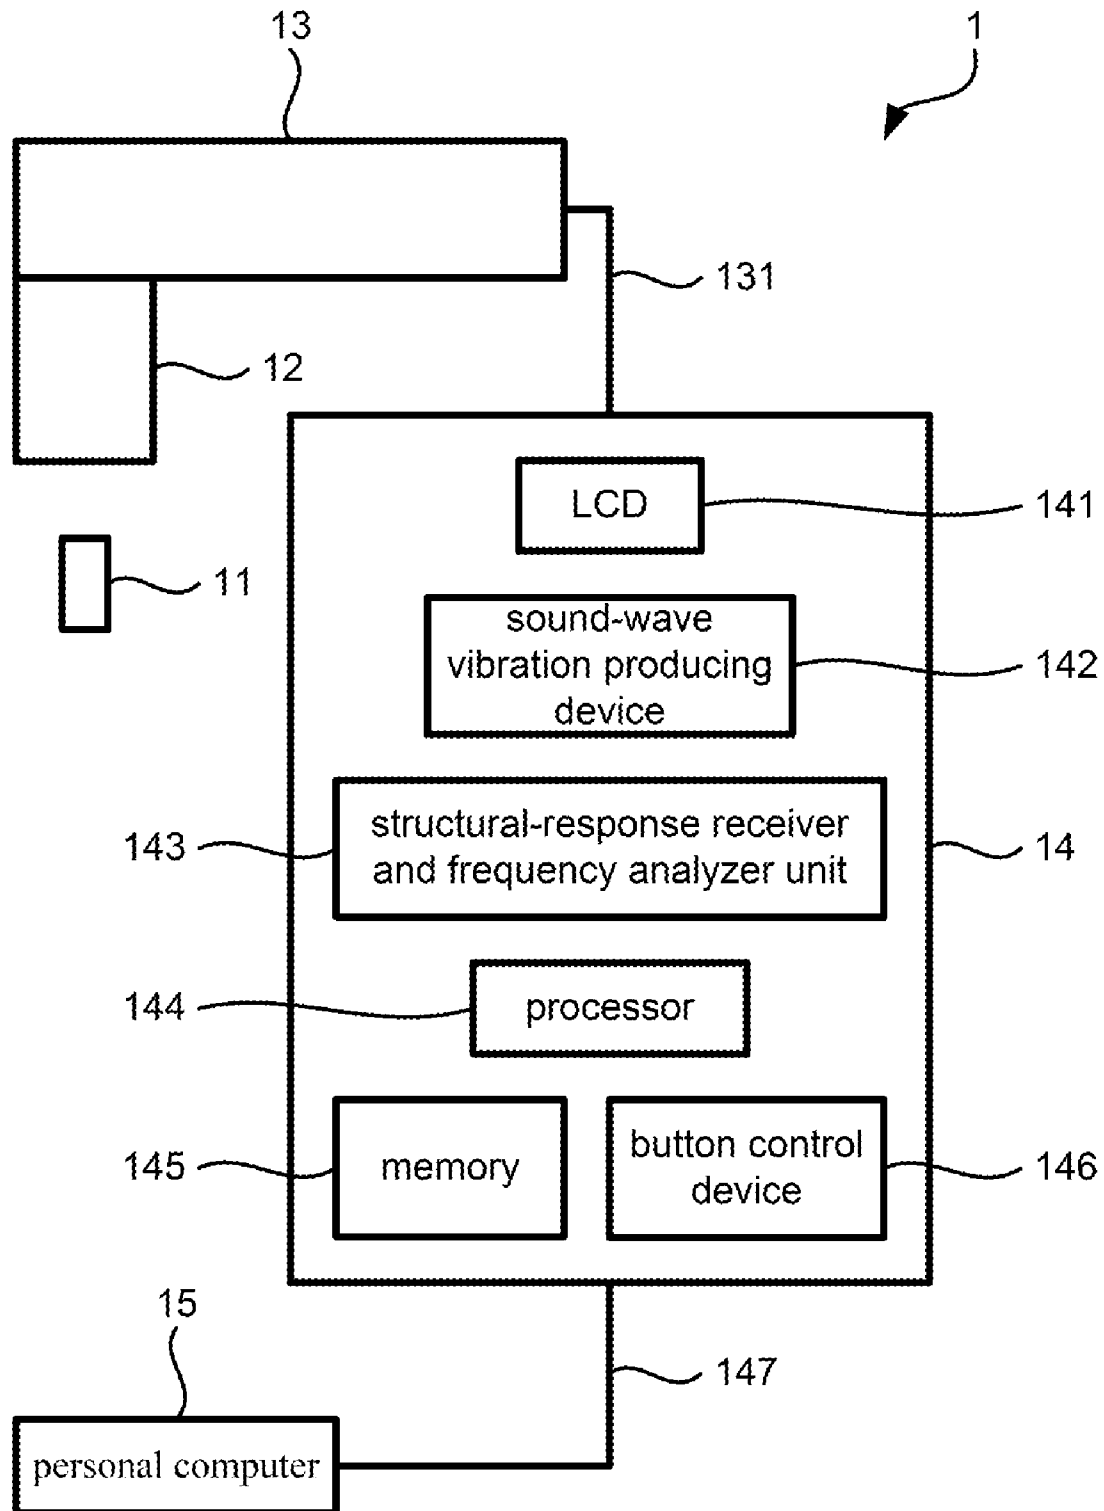 13
1
131
12
LCD
141
11
sound-wave
vibration producing
device
142
143
structural-response receiver
and frequency analyzer unit
14
144
processor
145
memory
button control
device
146
15
147
personal computer